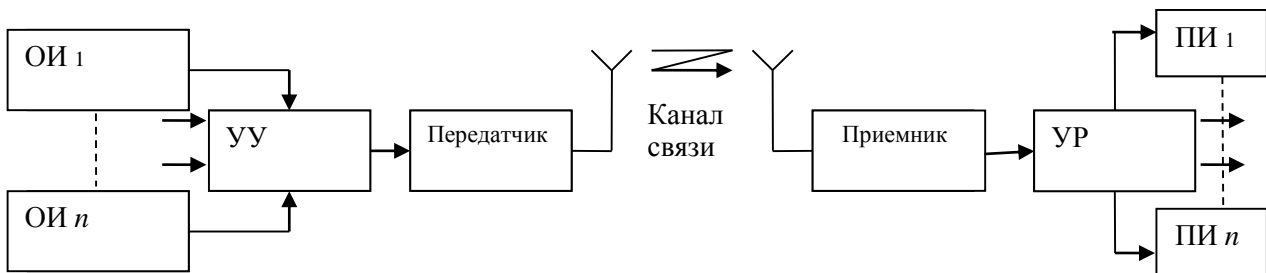 ОИ 1
УУ
Передатчик
ОИ n
Канал
связи
Приемник
УР
ПИ 1
ПИ n